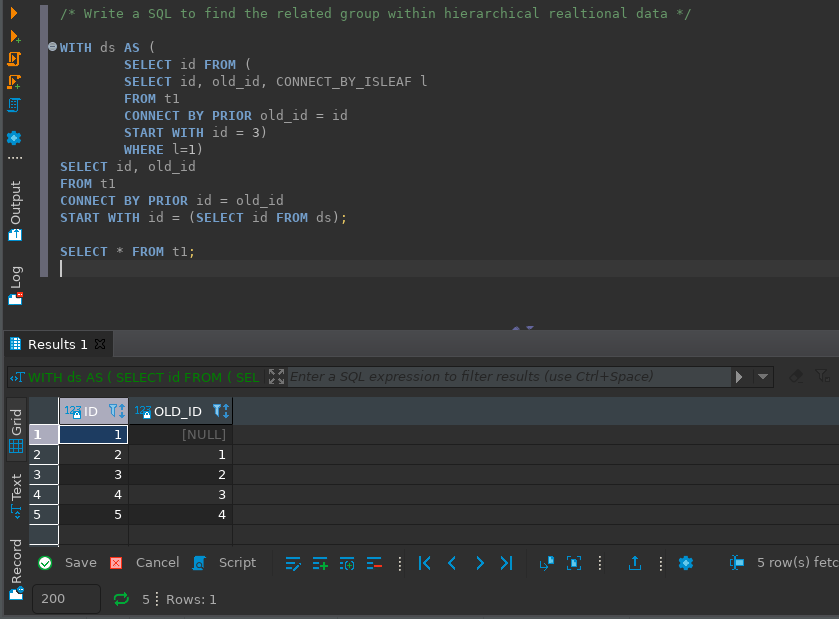 /* Write a SQL to find the related group within hierarchical realtional data */
WITH ds AS (
SELECT id FROM (
SELECT id, old_id, CONNECT_BY_ISLEAF l
FROM t1
CONNECT BY PRIOR old_id = id
START WITH id = 3)
WHERE l=1)
SELECT id, old_id
FROM t1
CONNECT BY PRIOR id = old_id
START WITH id = (SELECT id FROM ds);
SELECT * FROM t1;
Output
Log
Results 1
WITH ds AS ( SELECT id FROM ( SEL
Enter a SQL expression to filter results (use Ctrl+Space)
Grid
Text
Record
123 ID 123 OLD_ID
1 1 [NULL]
2 2 1
3 3 2
4 4 3
5 5 4
Save Cancel Script 5 row(s) fetc
200 5 Rows: 1